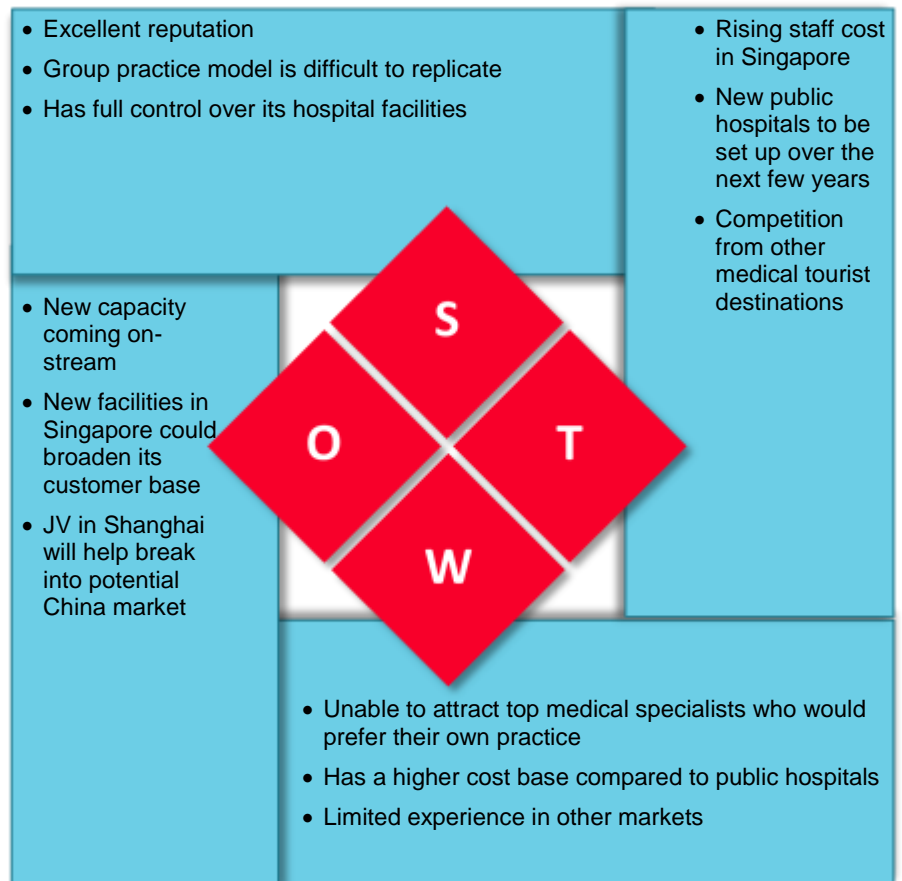 • Excellent reputation
• Group practice model is difficult to replicate
• Has full control over its hospital facilities
• Rising staff cost
in Singapore
• New public
hospitals to be
set up over the
next few years
• Competition
from other
medical tourist
destinations
• New capacity
coming on-
stream
• New facilities in
Singapore could
broaden its
customer base
• JV in Shanghai
will help break
into potential
China market
S
O
T
W
• Unable to attract top medical specialists who would
prefer their own practice
• Has a higher cost base compared to public hospitals
• Limited experience in other markets